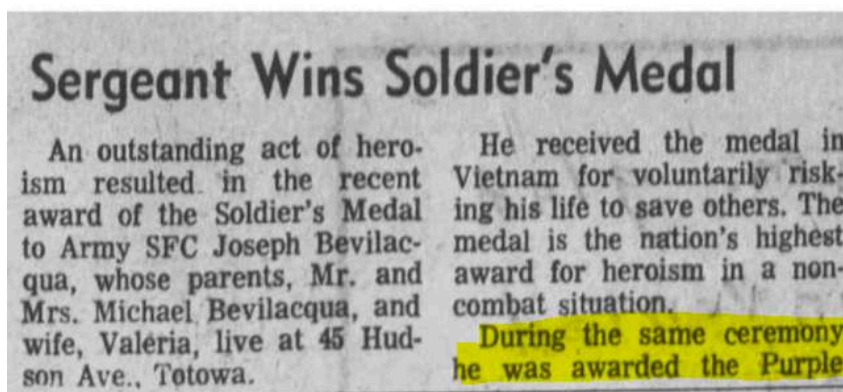 Sergeant Wins Soldier's Medal
An outstanding act of hero-
ism resulted in the recent
award of the Soldier's Medal
to Army SFC Joseph Bevilac-
qua, whose parents, Mr. and
Mrs. Michael Bevilacqua, and
wife, Valeria, live at 45 Hud-
son Ave., Totowa.
He received the medal in
Vietnam for voluntarily risk-
ing his life to save others. The
medal is the nation's highest
award for heroism in a non-
combat situation.
During the same ceremony
he was awarded the Purple